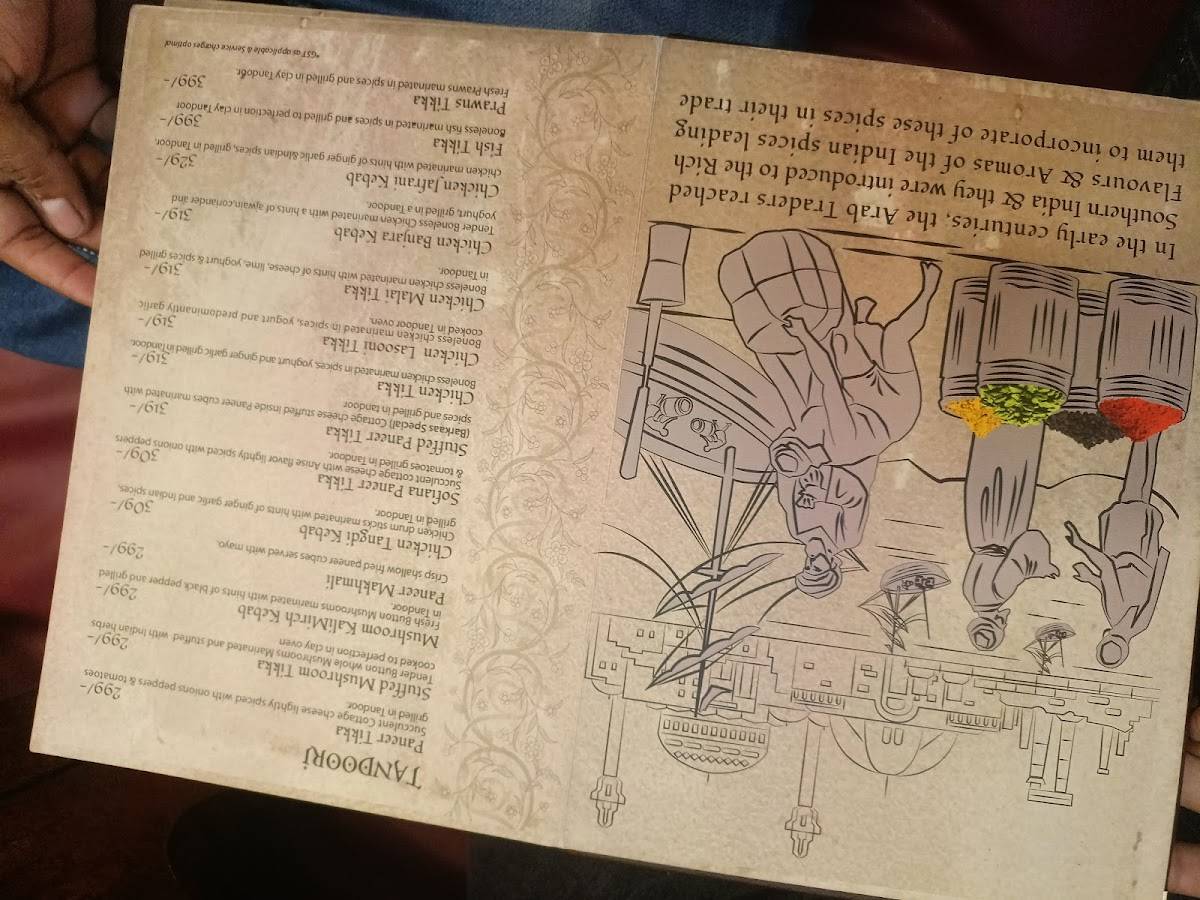 In the early centuries, the Arab Traders reached
Southern India & they were introduced to the Rich
Flavours & Aromas of the Indian spices leading
them to incorporate of these spices in their trade
TANDOORi
Paneer Tikka 299/-
Succulent Cottage cheese lightly spiced with onions peppers & tomatoes
grilled in Tandoor.
Stuffed Mushroom Tikka 299/-
Tender Button whole Mushrooms Marinated and stuffed with Indian herbs
cooked to perfection in clay oven
Mushroom KaliMirch Kebab 299/-
Fresh Button Mushrooms marinated with hints of black pepper and grilled
in Tandoor.
Paneer Makhmali 299/-
Crisp shallow fried paneer cubes served with mayo.
Chicken Tangdi Kebab 309/-
Chicken drum sticks marinated with hints of ginger garlic and Indian spices,
grilled in Tandoor.
Sofiana Paneer Tikka 309/-
Succulent cottage cheese with Anise flavor lightly spiced with onions peppers
& tomatoes grilled in Tandoor.
Stuffed Paneer Tikka 319/-
(Barkaas Special) Cottage cheese stuffed inside Paneer cubes marinated with
spices and grilled in tandoor
Chicken Tikka 319/-
Boneless chicken marinated in spices, yoghurt and ginger garlic grilled in Tandoor.
Chicken Lasooni Tikka 319/-
Boneless chicken marinated in spices, yogurt and predominantly garlic
cooked in Tandoor oven.
Chicken Malai Tikka 319/-
Boneless chicken marinated with hints of cheese, lime, yoghurt & spices grilled
in Tandoor.
Chicken Banjara Kebab 319/-
Tender Boneless Chicken marinated with a hints of ajwain,corriander and
yoghurt, grilled in a Tandoor.
Chicken Jafrani Kebab 329/-
chicken marinated with hints of ginger garlic &Indian spices, grilled in Tandoor.
Fish Tikka 399/-
Boneless fish marinated in spices and grilled to perfection in clay Tandoor
Prawns Tikka 399/-
Fresh Prawns marinated in spices and grilled in clay Tandoor.
*GST as applicable & Service charges optimal